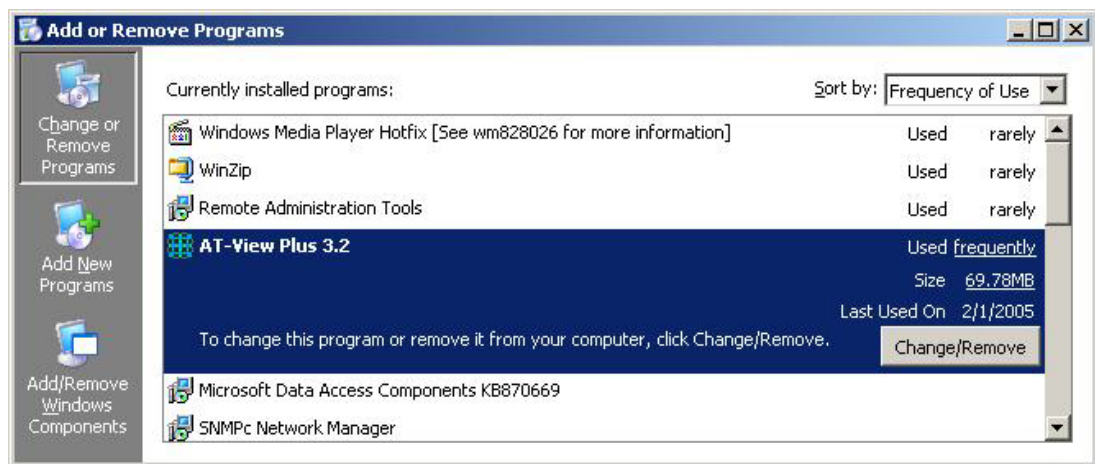 Add or Remove Programs
Change or
Remove
Programs
Add New
Programs
Add/Remove
Windows
Components
Currently installed programs:
Sort by: Frequency of Use
Windows Media Player Hotfix [See wm828026 for more information] Used rarely
WinZip Used rarely
Remote Administration Tools Used rarely
AT-View Plus 3.2 Used frequently
Size 69.78MB
Last Used On 2/1/2005
To change this program or remove it from your computer, click Change/Remove. Change/Remove
Microsoft Data Access Components KB870669
SNMPc Network Manager